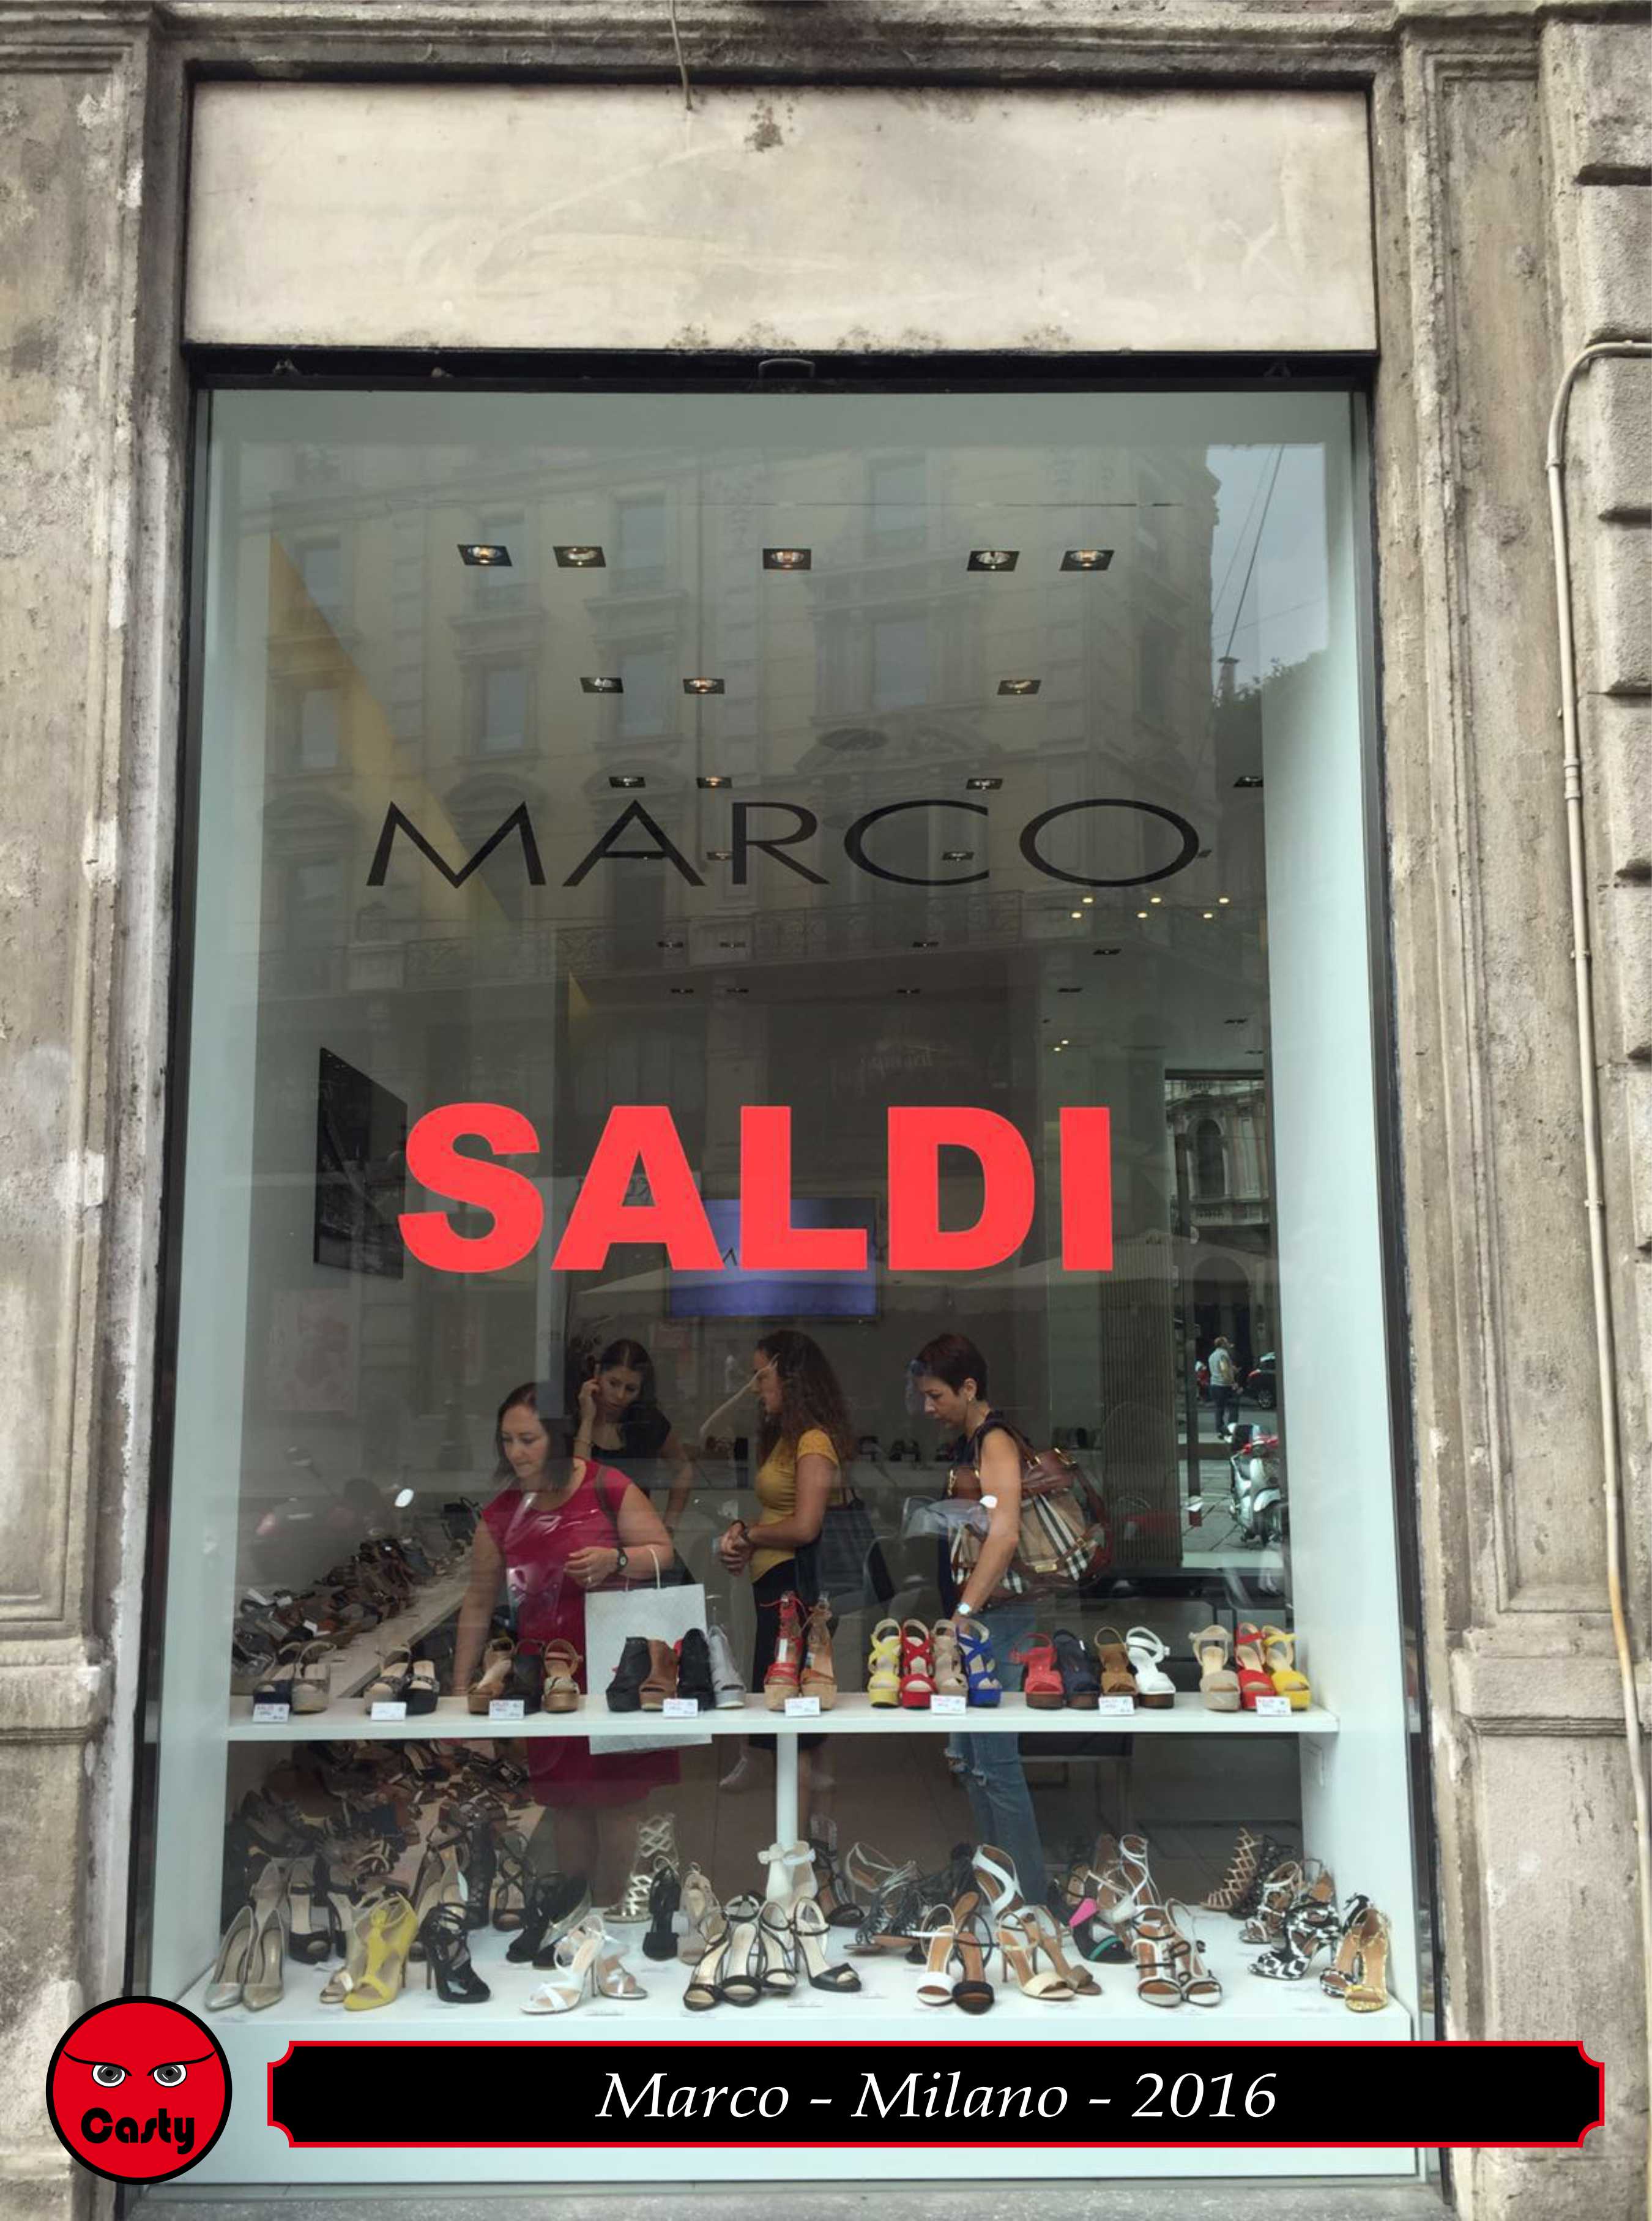 MARCO
SALDI
Casty
Marco - Milano - 2016